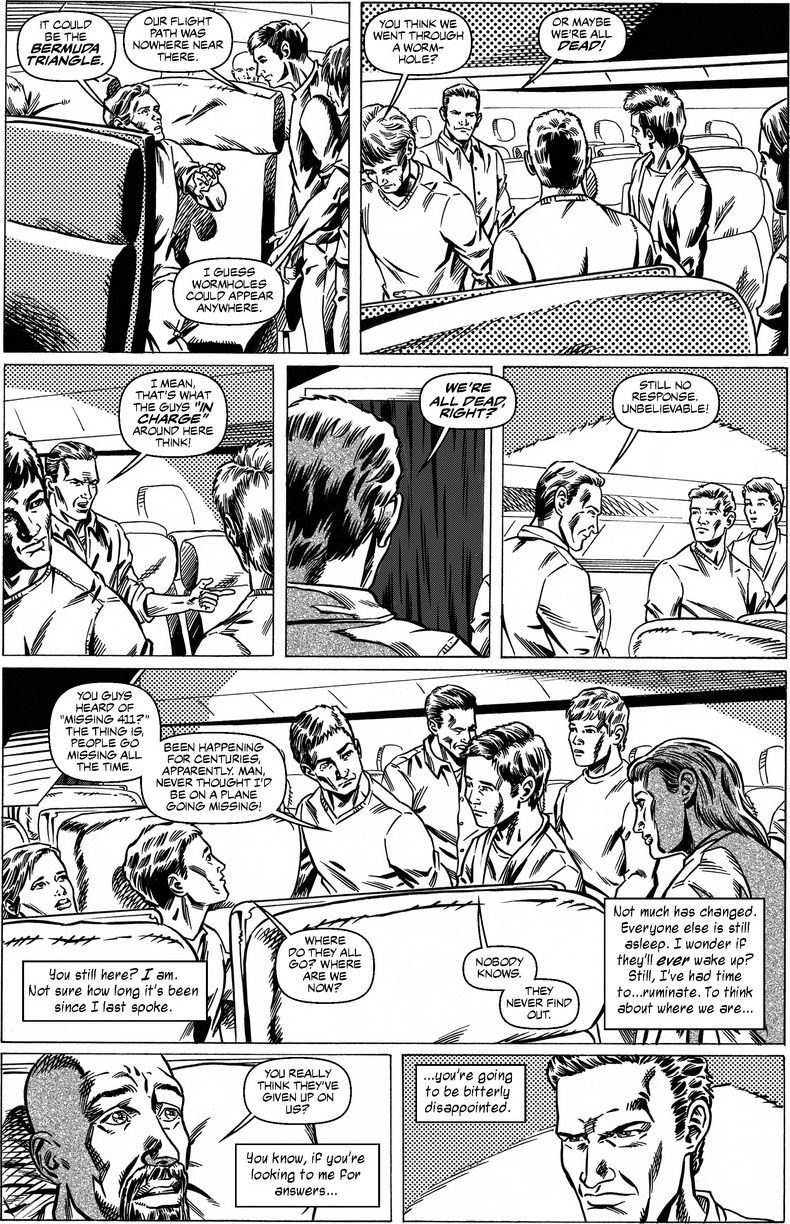 IT COULD
BE THE
BERMUDA
TRIANGLE.
OUR FLIGHT
PATH WAS
NOWHERE NEAR
THERE.
I GUESS
WORMHOLES
COULD APPEAR
ANYWHERE.
YOU THINK WE
WENT THROUGH
A WORM-
HOLE?
OR MAYBE
WE'RE ALL
DEAD!
I MEAN,
THAT'S WHAT
THE GUYS "IN
CHARGE"
AROUND HERE
THINK!
WE'RE
ALL DEAD,
RIGHT?
STILL NO
RESPONSE.
UNBELIEVABLE!
YOU GUYS
HEARD OF
"MISSING 411?"
THE THING IS,
PEOPLE GO
MISSING ALL
THE TIME.
BEEN HAPPENING
FOR CENTURIES,
APPARENTLY. MAN,
NEVER THOUGHT I'D
BE ON A PLANE
GOING MISSING!
You still here? I am.
Not sure how long it's been
since I last spoke.
WHERE
DO THEY ALL
GO? WHERE
ARE WE
NOW?
NOBODY
KNOWS.
THEY
NEVER FIND
OUT.
Not much has changed.
Everyone else is still
asleep. I wonder if
they'll ever wake up?
Still, I've had time
to...ruminate. To think
about where we are...
YOU REALLY
THINK THEY'VE
GIVEN UP ON
US?
You know, if you're
looking to me for
answers...
...you're going
to be bitterly
disappointed.